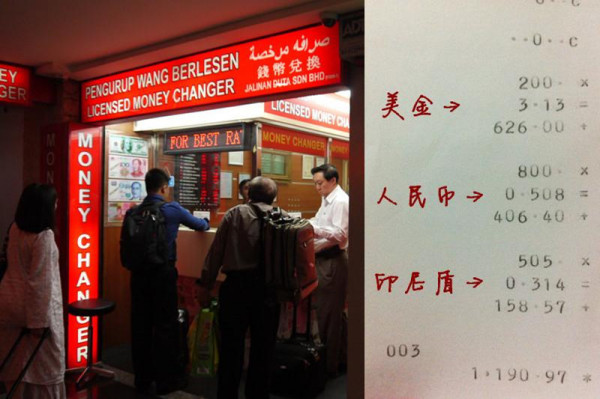 صرافه مرخصة
PENGURUP WANG BERLESEN
錢幣兌換
LICENSED MONEY CHANGER
JALINAN DUTA SDN BHD
LICENSED MONEY CHANGER
FOR BEST RA
MONEY CHANGER
MONEY CHANGER
CHANGER
··0··C
200· ×
美金→ 3·13 =
626·00 +
800· ×
人民币→ 0·508 =
406·40 +
505· ×
印尼盾→ 0·314 =
158·57 +
003
1·190·97 *